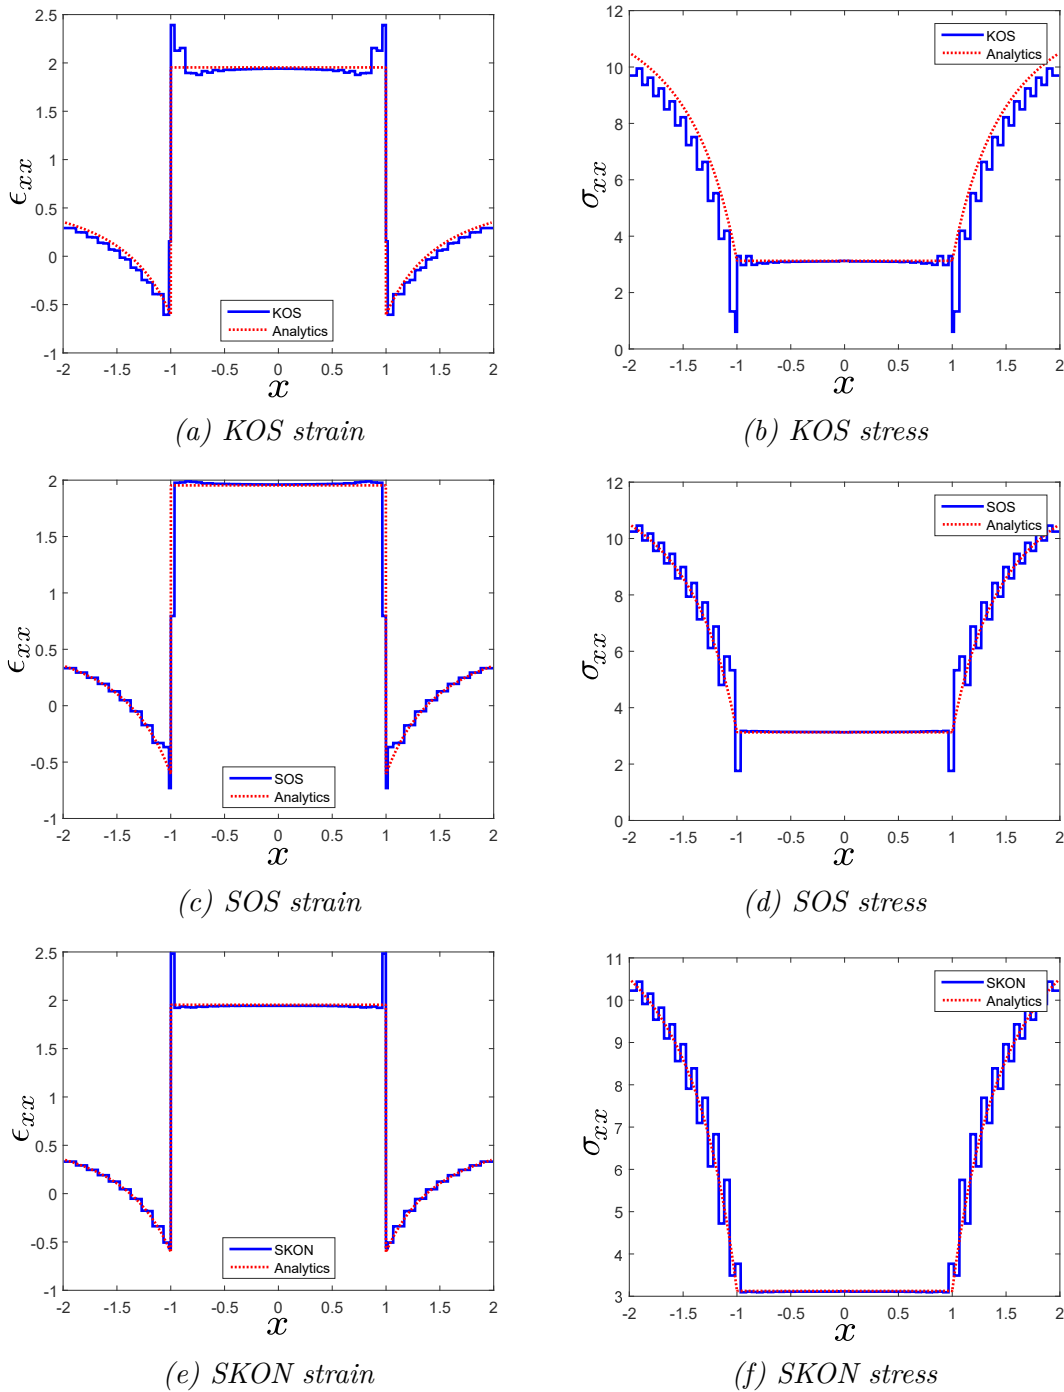 2.5
2
1.5
1
0.5
0
-0.5
-1
ϵxx
KOS
Analytics
-2 -1.5 -1 -0.5 0 0.5 1 1.5 2
x
(a) KOS strain
12
10
8
6
4
2
0
σxx
KOS
Analytics
-2 -1.5 -1 -0.5 0 0.5 1 1.5 2
x
(b) KOS stress
2
1.5
1
0.5
0
-0.5
-1
ϵxx
SOS
Analytics
-2 -1.5 -1 -0.5 0 0.5 1 1.5 2
x
(c) SOS strain
12
10
8
6
4
2
0
σxx
SOS
Analytics
-2 -1.5 -1 -0.5 0 0.5 1 1.5 2
x
(d) SOS stress
2.5
2
1.5
1
0.5
0
-0.5
-1
ϵxx
SKON
Analytics
-2 -1.5 -1 -0.5 0 0.5 1 1.5 2
x
(e) SKON strain
11
10
9
8
7
6
5
4
3
σxx
SKON
Analytics
-2 -1.5 -1 -0.5 0 0.5 1 1.5 2
x
(f) SKON stress